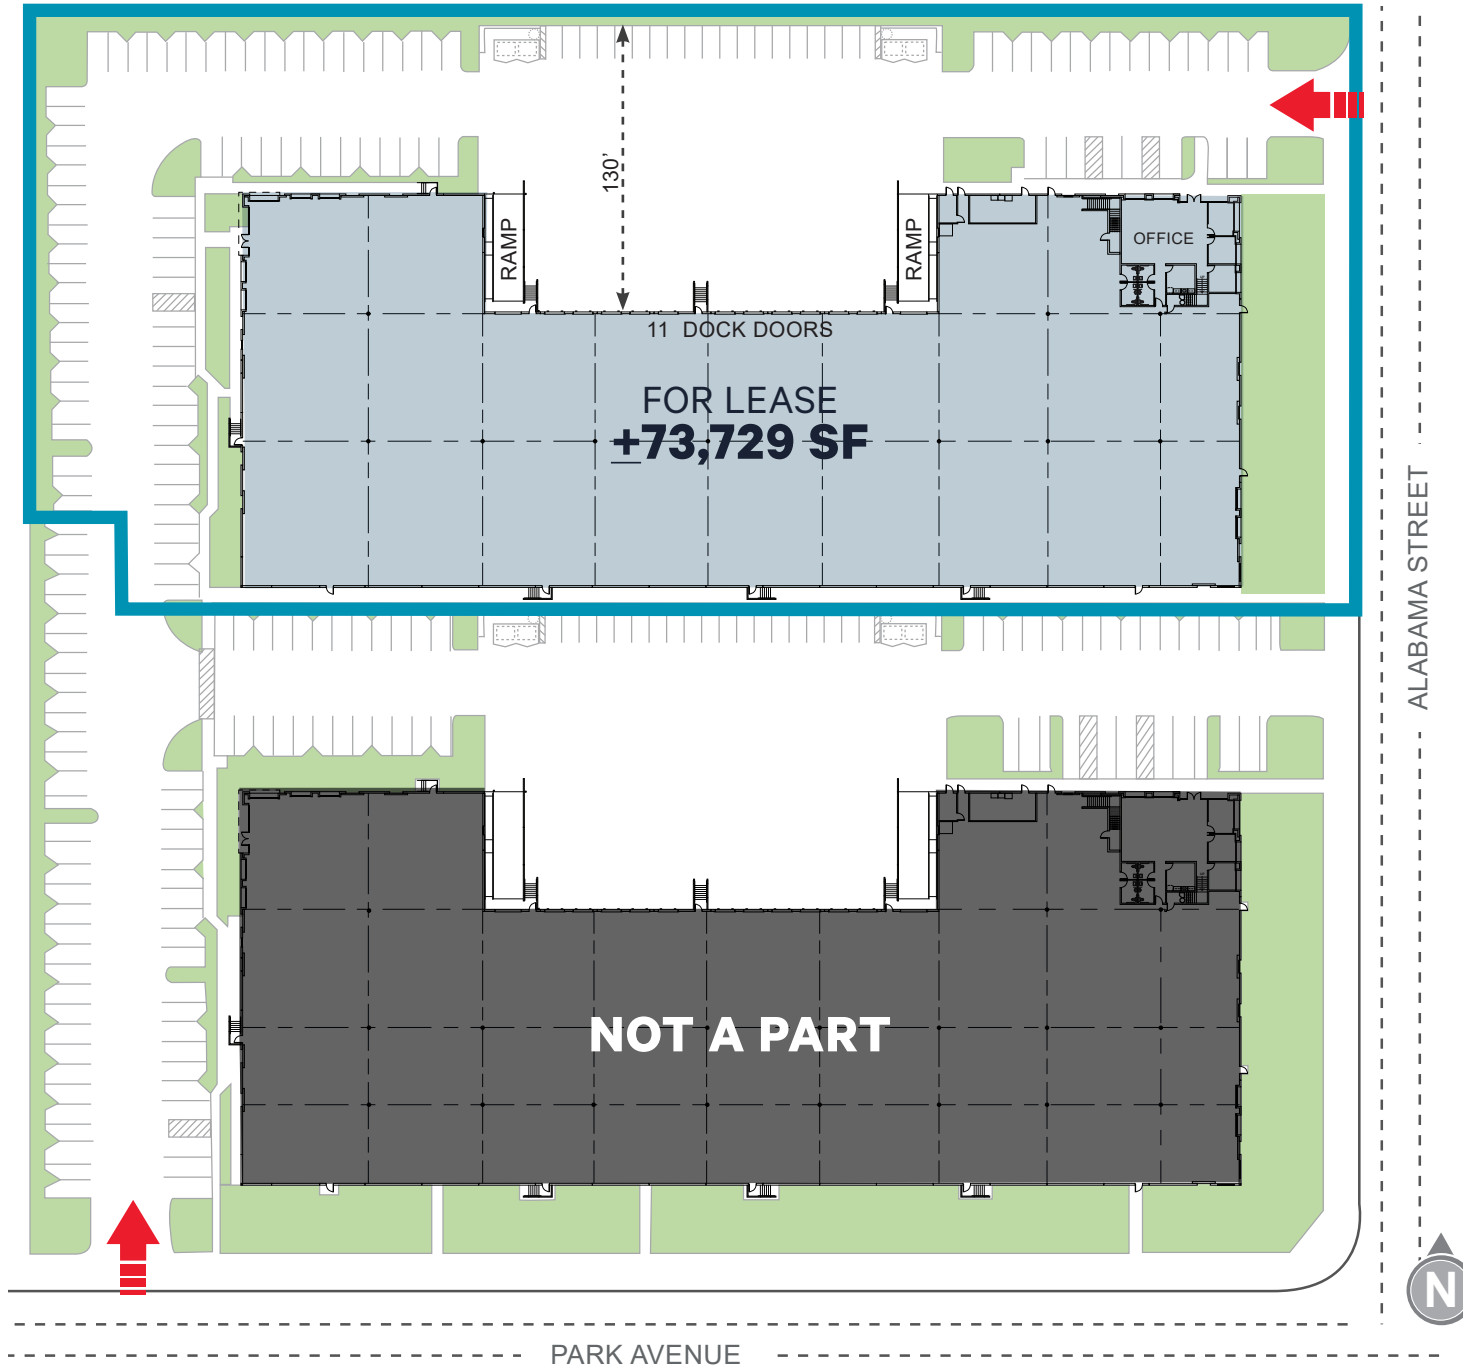 130'
RAMP
RAMP
OFFICE
11 DOCK DOORS
FOR LEASE
±73,729 SF
ALABAMA STREET
NOT A PART
N
PARK AVENUE